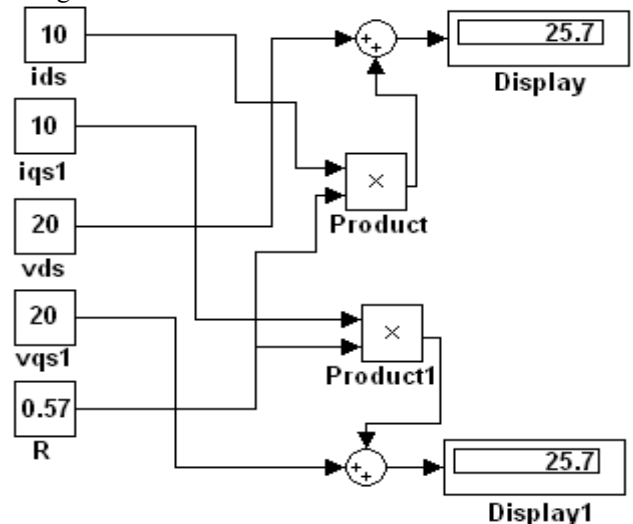 10
ids
10
iqs1
20
vds
20
vqs1
0.57
R
×
Product
×
Product1
+
+
25.7
Display
+
+
25.7
Display1